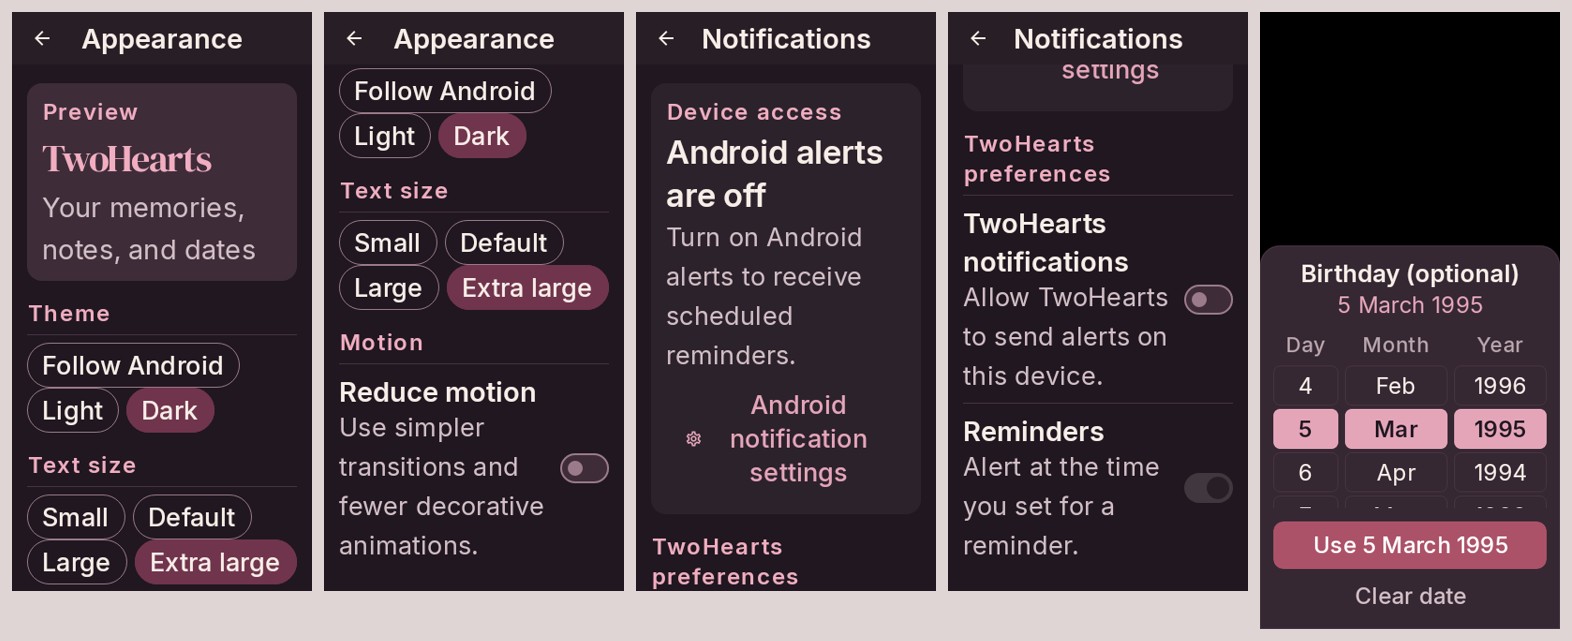 Appearance
Preview
TwoHearts
Your memories,
notes, and dates
Theme
Follow Android
Light Dark
Text size
Small Default
Large Extra large
Appearance
Follow Android
Light Dark
Text size
Small Default
Large Extra large
Motion
Reduce motion
Use simpler
transitions and
fewer decorative
animations.
Notifications
Device access
Android alerts
are off
Turn on Android
alerts to receive
scheduled
reminders.
Android
notification
settings
TwoHearts
preferences
Notifications
settings
TwoHearts
preferences
TwoHearts
notifications
Allow TwoHearts
to send alerts on
this device.
Reminders
Alert at the time
you set for a
reminder.
Birthday (optional)
5 March 1995
Day Month Year
4 Feb 1996
5 Mar 1995
6 Apr 1994
Use 5 March 1995
Clear date